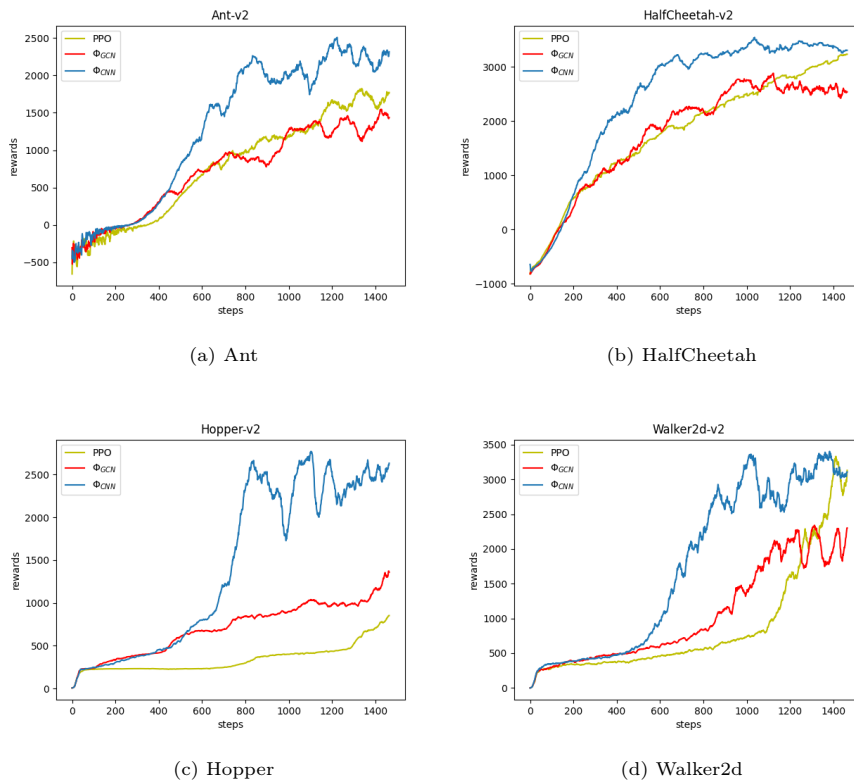 Ant-v2
PPO
Φ_GCN
Φ_CNN
rewards
2500
2000
1500
1000
500
0
−500
0 200 400 600 800 1000 1200 1400
steps
(a) Ant
HalfCheetah-v2
PPO
Φ_GCN
Φ_CNN
rewards
3000
2000
1000
0
−1000
0 200 400 600 800 1000 1200 1400
steps
(b) HalfCheetah
Hopper-v2
PPO
Φ_GCN
Φ_CNN
rewards
2500
2000
1500
1000
500
0
0 200 400 600 800 1000 1200 1400
steps
(c) Hopper
Walker2d-v2
PPO
Φ_GCN
Φ_CNN
rewards
3500
3000
2500
2000
1500
1000
500
0
0 200 400 600 800 1000 1200 1400
steps
(d) Walker2d